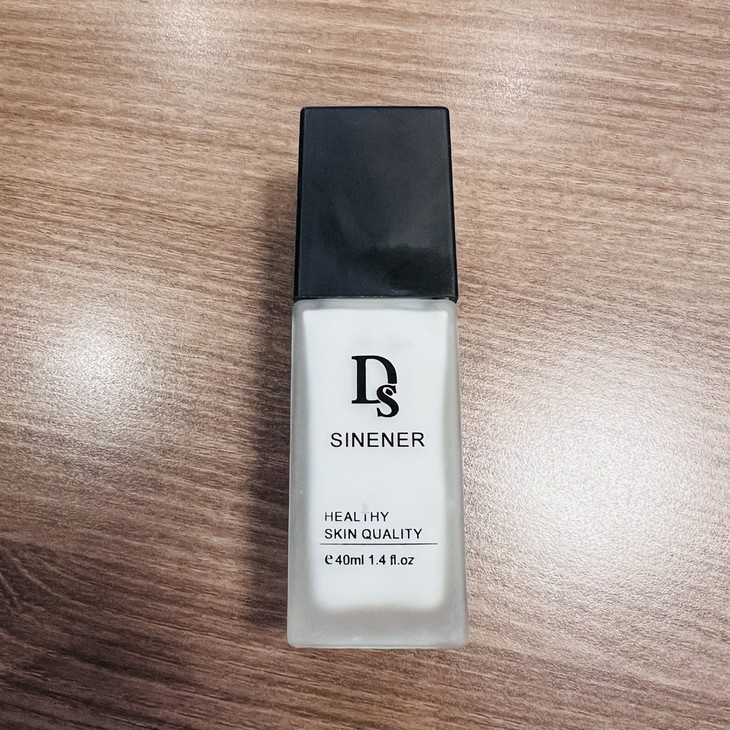 DS
SINENER
HEALTHY
SKIN QUALITY
℮40ml 1.4 fl.oz